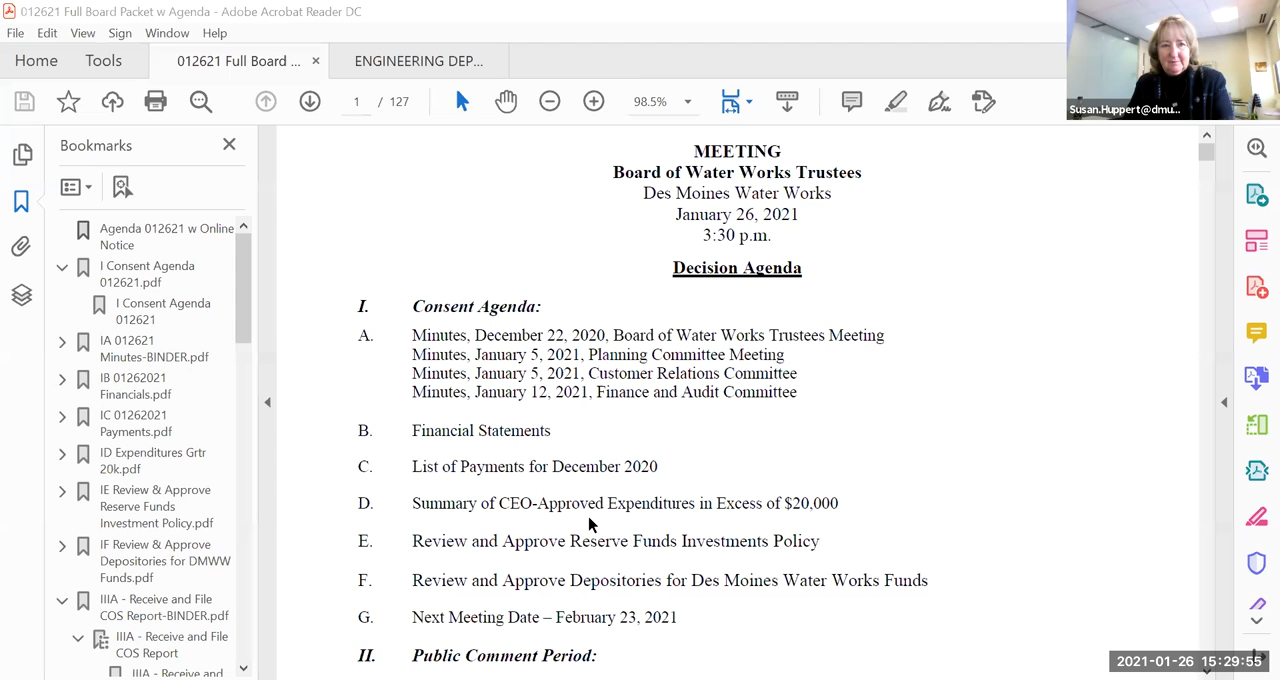 012621 Full Board Packet w Agenda - Adobe Acrobat Reader DC
File Edit View Sign Window Help
Home Tools 012621 Full Board ... × ENGINEERING DEP...
1 / 127 98.5%
Susan.Huppert@dmu...
Bookmarks
Agenda 012621 w Online
Notice
I Consent Agenda
012621.pdf
I Consent Agenda
012621
IA 012621
Minutes-BINDER.pdf
IB 01262021
Financials.pdf
IC 01262021
Payments.pdf
ID Expenditures Grtr
20k.pdf
IE Review & Approve
Reserve Funds
Investment Policy.pdf
IF Review & Approve
Depositories for DMWW
Funds.pdf
IIIA - Receive and File
COS Report-BINDER.pdf
IIIA - Receive and File
COS Report
IIIA - Receive and
MEETING
Board of Water Works Trustees
Des Moines Water Works
January 26, 2021
3:30 p.m.
Decision Agenda
I. Consent Agenda:
A. Minutes, December 22, 2020, Board of Water Works Trustees Meeting
Minutes, January 5, 2021, Planning Committee Meeting
Minutes, January 5, 2021, Customer Relations Committee
Minutes, January 12, 2021, Finance and Audit Committee
B. Financial Statements
C. List of Payments for December 2020
D. Summary of CEO-Approved Expenditures in Excess of $20,000
E. Review and Approve Reserve Funds Investments Policy
F. Review and Approve Depositories for Des Moines Water Works Funds
G. Next Meeting Date – February 23, 2021
II. Public Comment Period:
2021-01-26 15:29:55